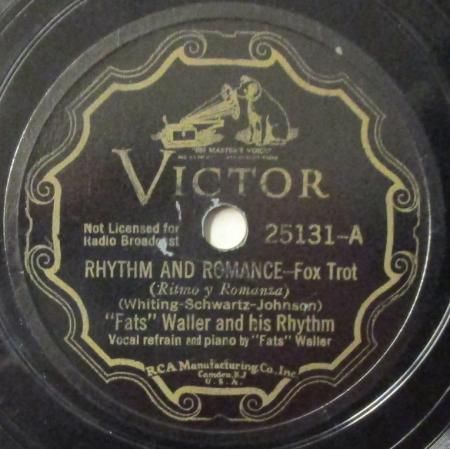 "HIS MASTER'S VOICE"
VICTOR
Not Licensed for
Radio Broadcast
25131-A
RHYTHM AND ROMANCE-Fox Trot
(Ritmo y Romanza)
(Whiting-Schwartz-Johnson)
"Fats" Waller and his Rhythm
Vocal refrain and piano by "Fats" Waller
RCA Manufacturing Co. Inc.
Camden, N.J.
U.S.A.